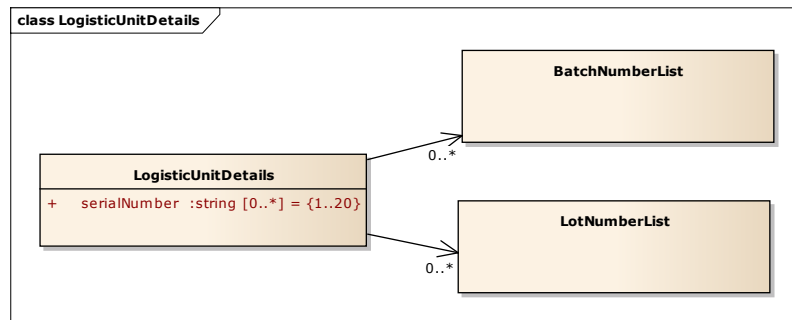 class LogisticUnitDetails
BatchNumberList
0..*
LogisticUnitDetails
+ serialNumber :string [0..*] = {1..20}
LotNumberList
0..*